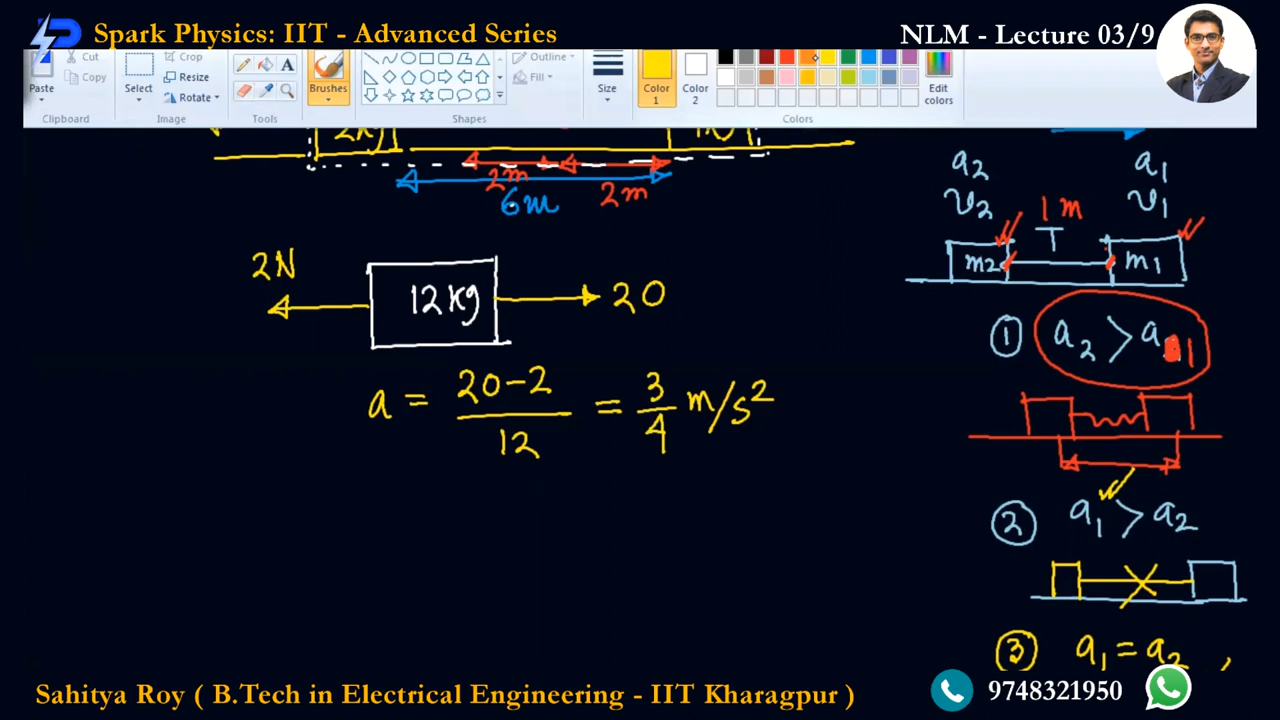 Spark Physics: IIT - Advanced Series
NLM - Lecture 03/9
Cut
Copy
Paste
Clipboard
Crop
Resize
Rotate
Select
Image
Tools
Brushes
Shapes
Outline
Fill
Size
Color 1
Color 2
Edit colors
Colors
2kg
2m
2m
6m
2N
12kg
20
a = 20-2 / 12 = 3/4 m/s²
a₂ a₁
v₂ 1m v₁
T
m₂ m₁
① a₂ > a₁
② a₁ > a₂
③ a₁ = a₂ ,
Sahitya Roy ( B.Tech in Electrical Engineering - IIT Kharagpur )
9748321950